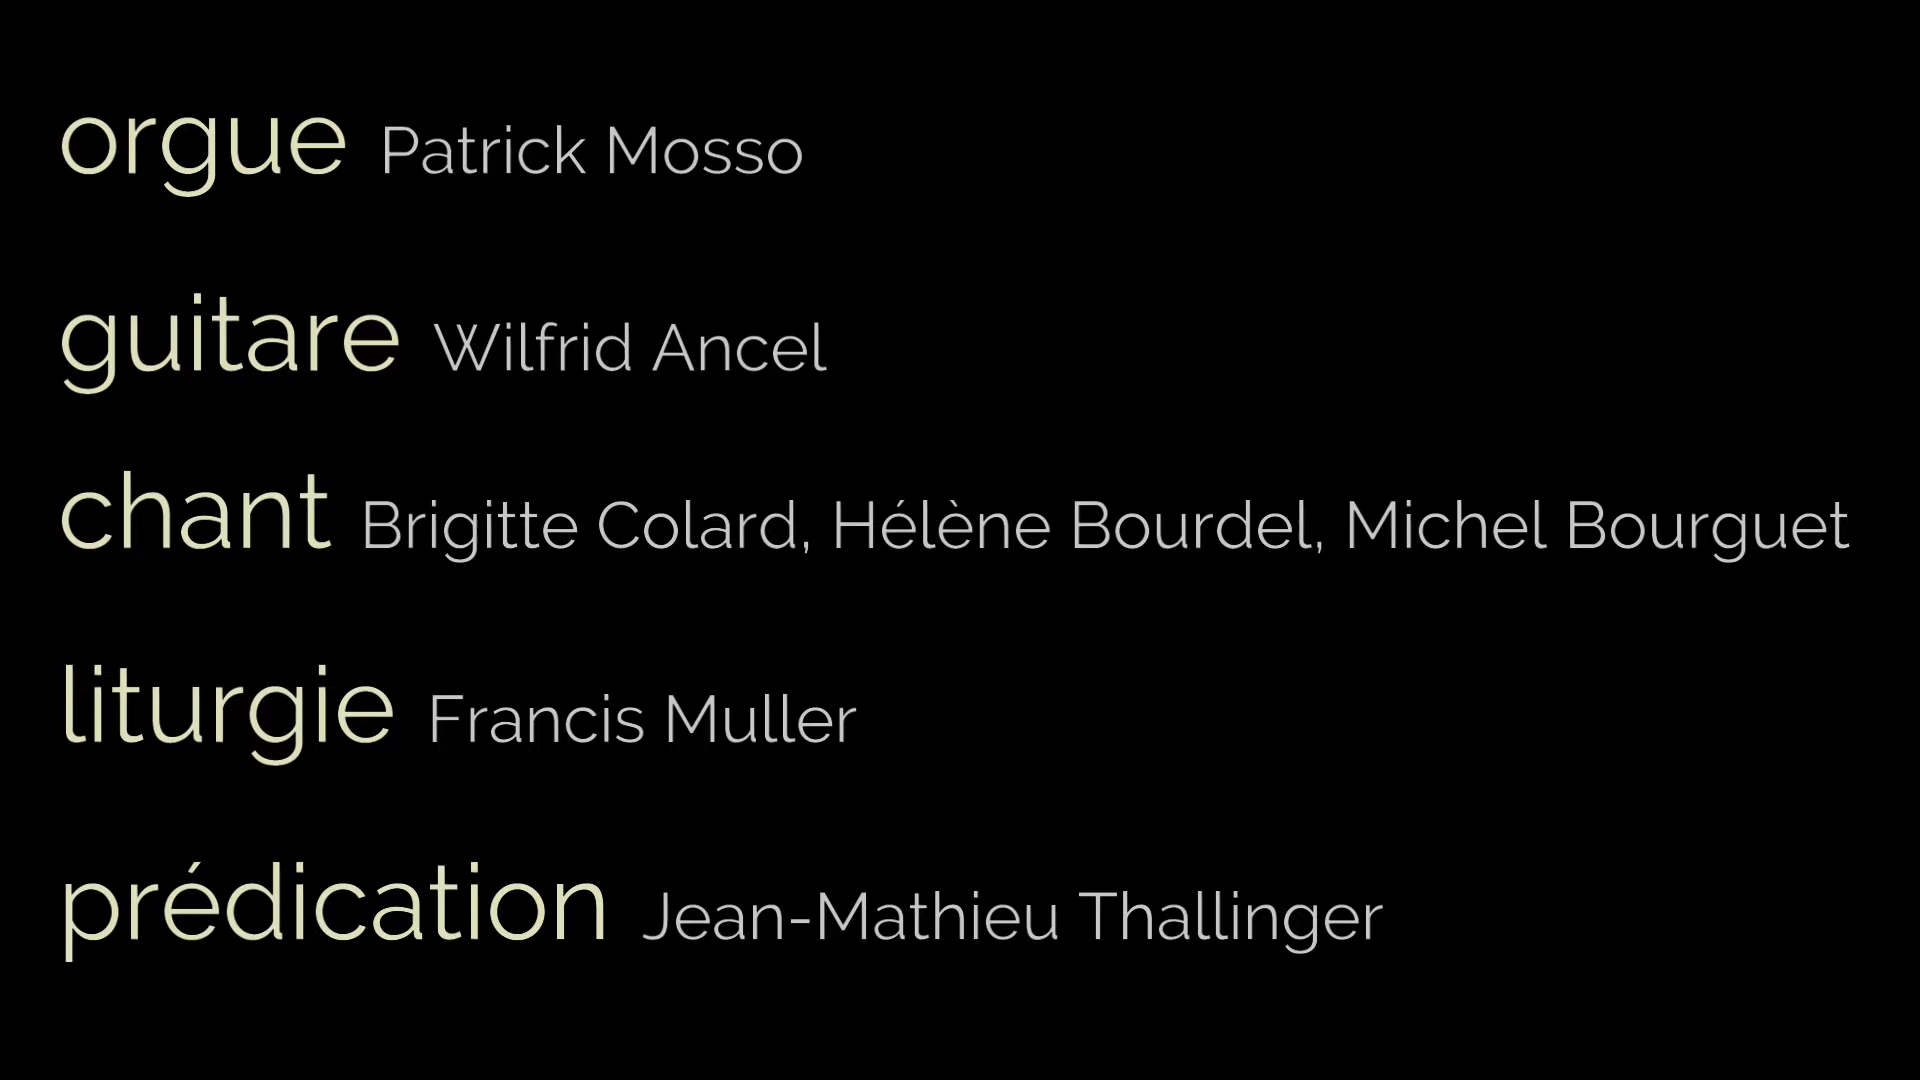 orgue Patrick Mosso
guitare Wilfrid Ancel
chant Brigitte Colard, Hélène Bourdel, Michel Bourguet
liturgie Francis Muller
prédication Jean-Mathieu Thallinger